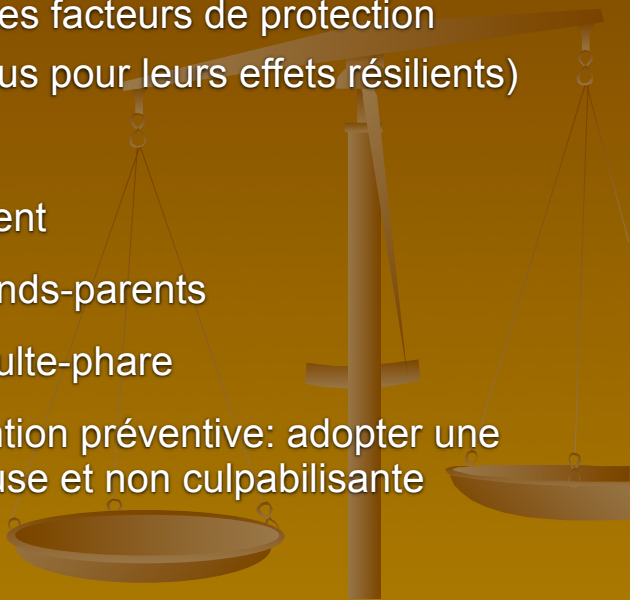 es facteurs de protection
us pour leurs effets résilients)
ent
nds-parents
ulte-phare
tion préventive: adopter une
use et non culpabilisante